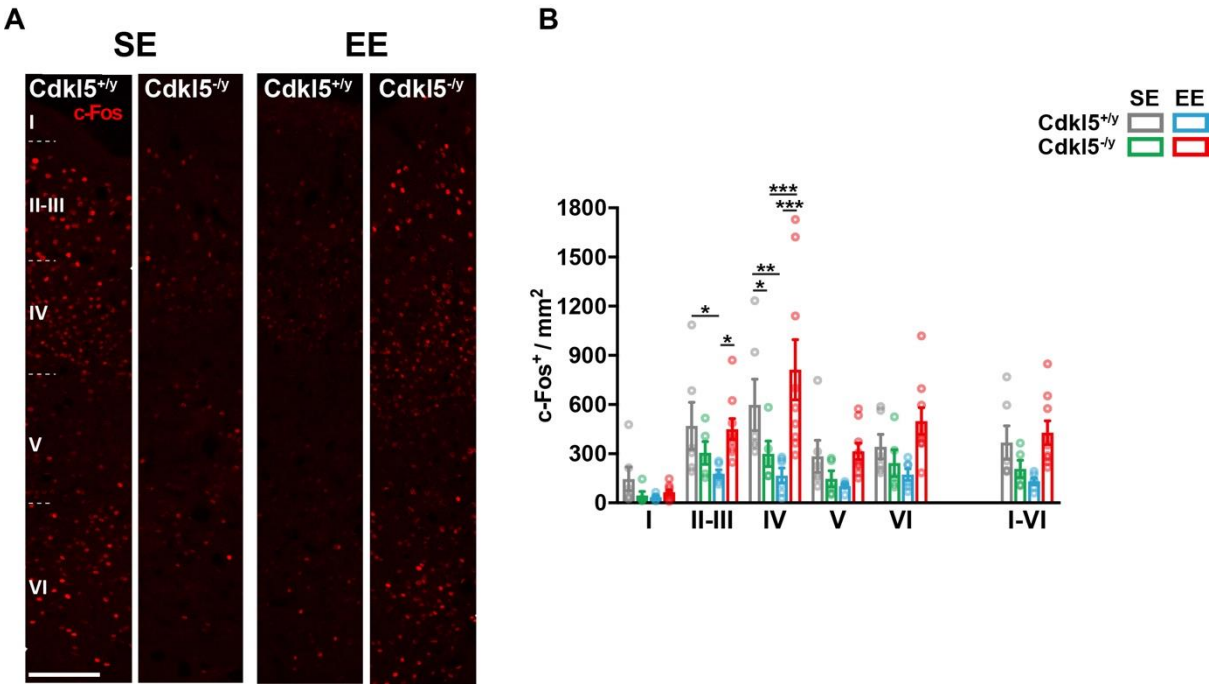 A
SE EE
Cdkl5+/y Cdkl5-/y Cdkl5+/y Cdkl5-/y
c-Fos
I
II-III
IV
V
VI
B
SE EE
Cdkl5+/y
Cdkl5-/y
c-Fos+ / mm2
1800
1500
1200
900
600
300
0
***
***
**
*
*
*
I II-III IV V VI I-VI